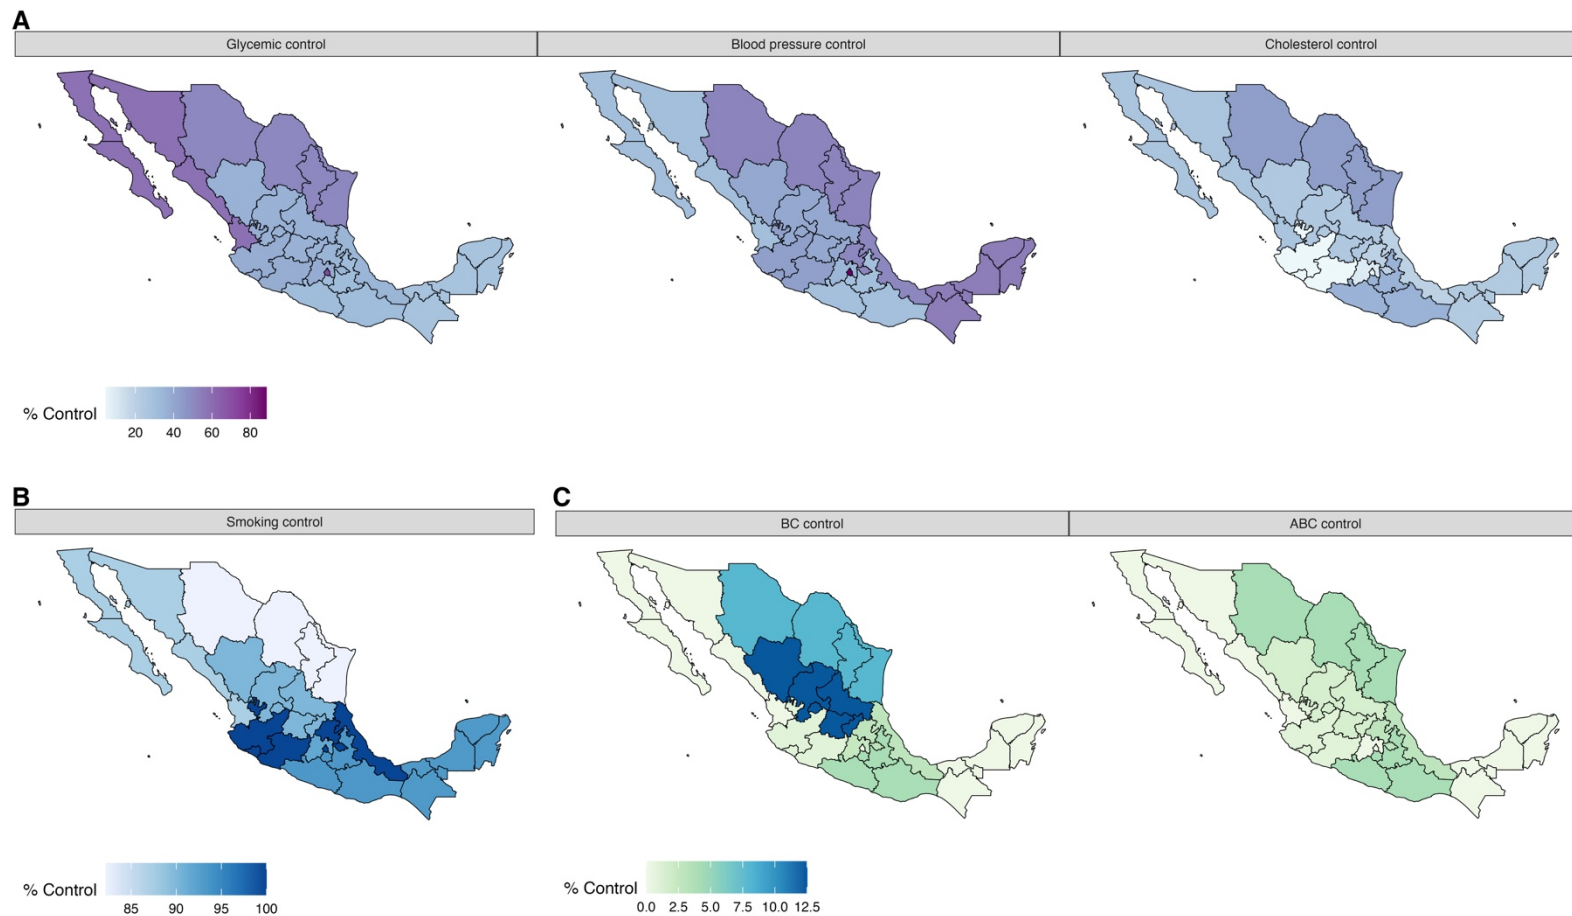 A
Glycemic control
Blood pressure control
Cholesterol control
% Control
20 40 60 80
B
Smoking control
% Control
85 90 95 100
C
BC control
ABC control
% Control
0.0 2.5 5.0 7.5 10.0 12.5